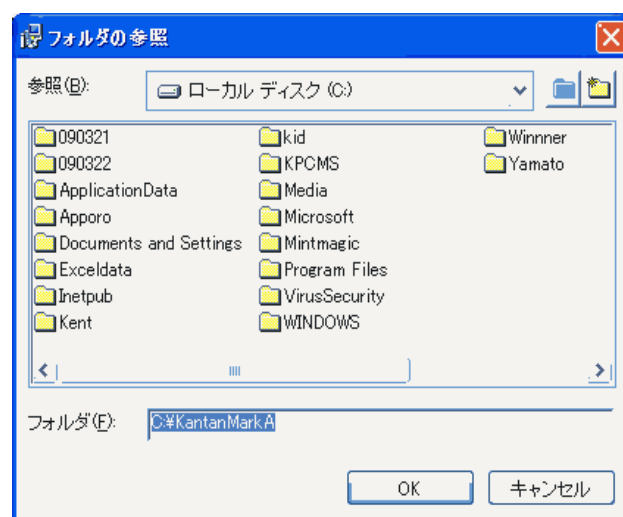 フォルダの参照
参照(B):
ローカル ディスク (C:)
090321
090322
ApplicationData
Apporo
Documents and Settings
Exceldata
Inetpub
Kent
kid
KPCMS
Media
Microsoft
Mintmagic
Program Files
VirusSecurity
WINDOWS
Winnner
Yamato
フォルダ(F):
C:¥KantanMarkA
OK
キャンセル